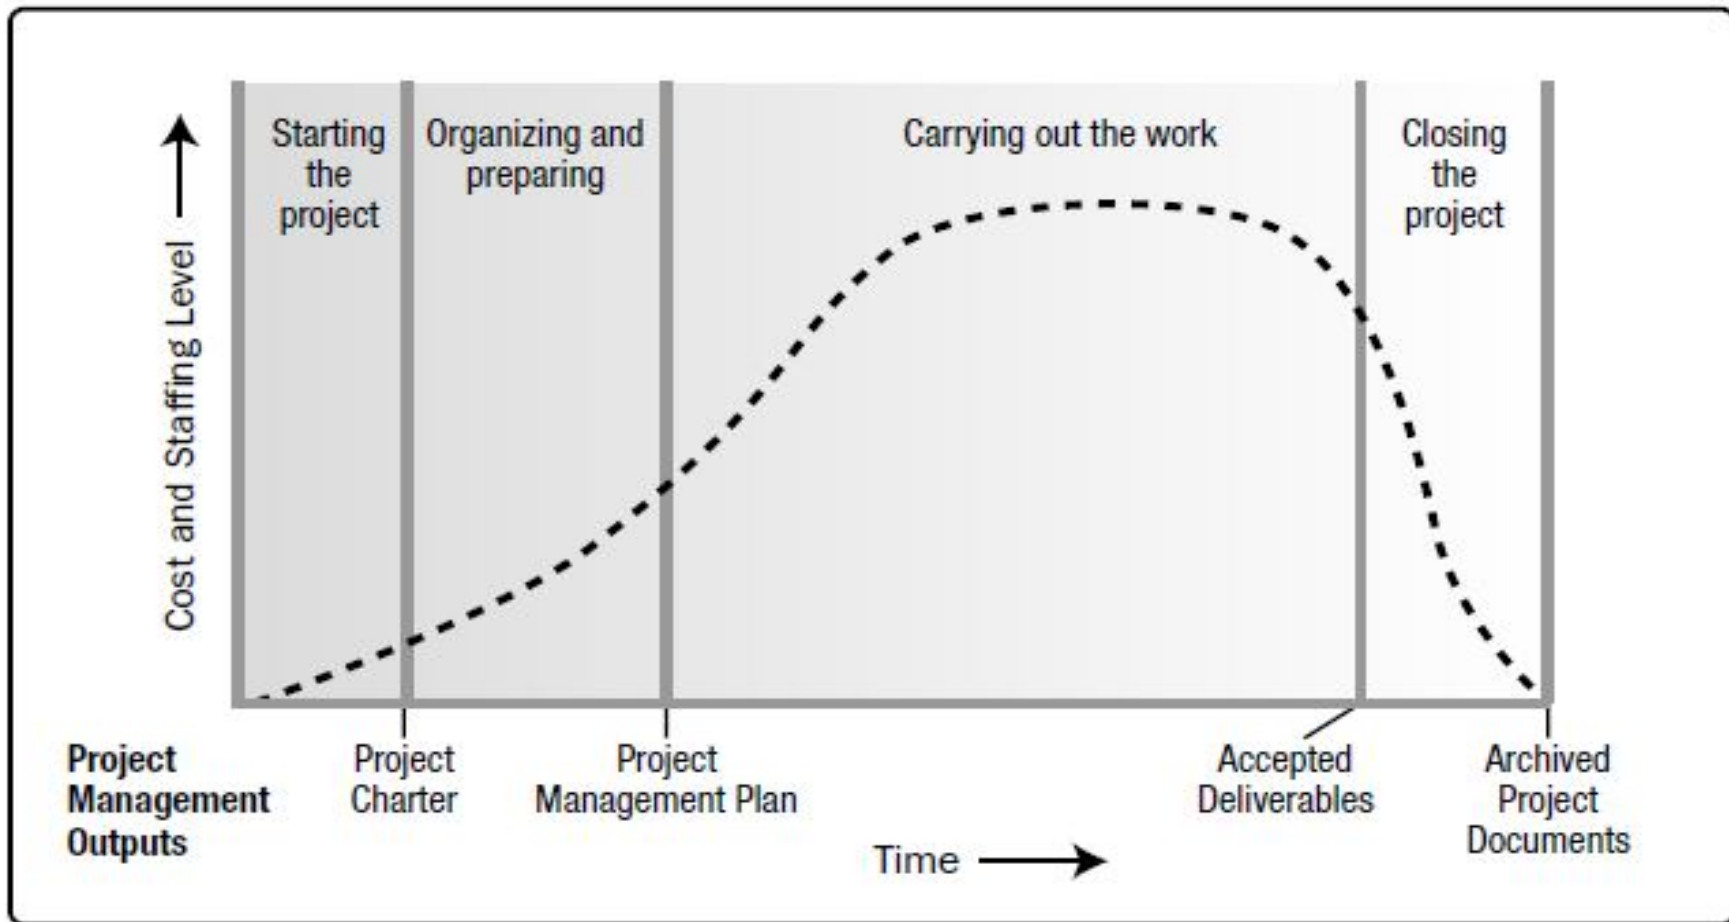 Starting
the
project
Organizing and
preparing
Carrying out the work
Closing
the
project
Cost and Staffing Level
Project
Management
Outputs
Project
Charter
Project
Management Plan
Accepted
Deliverables
Archived
Project
Documents
Time